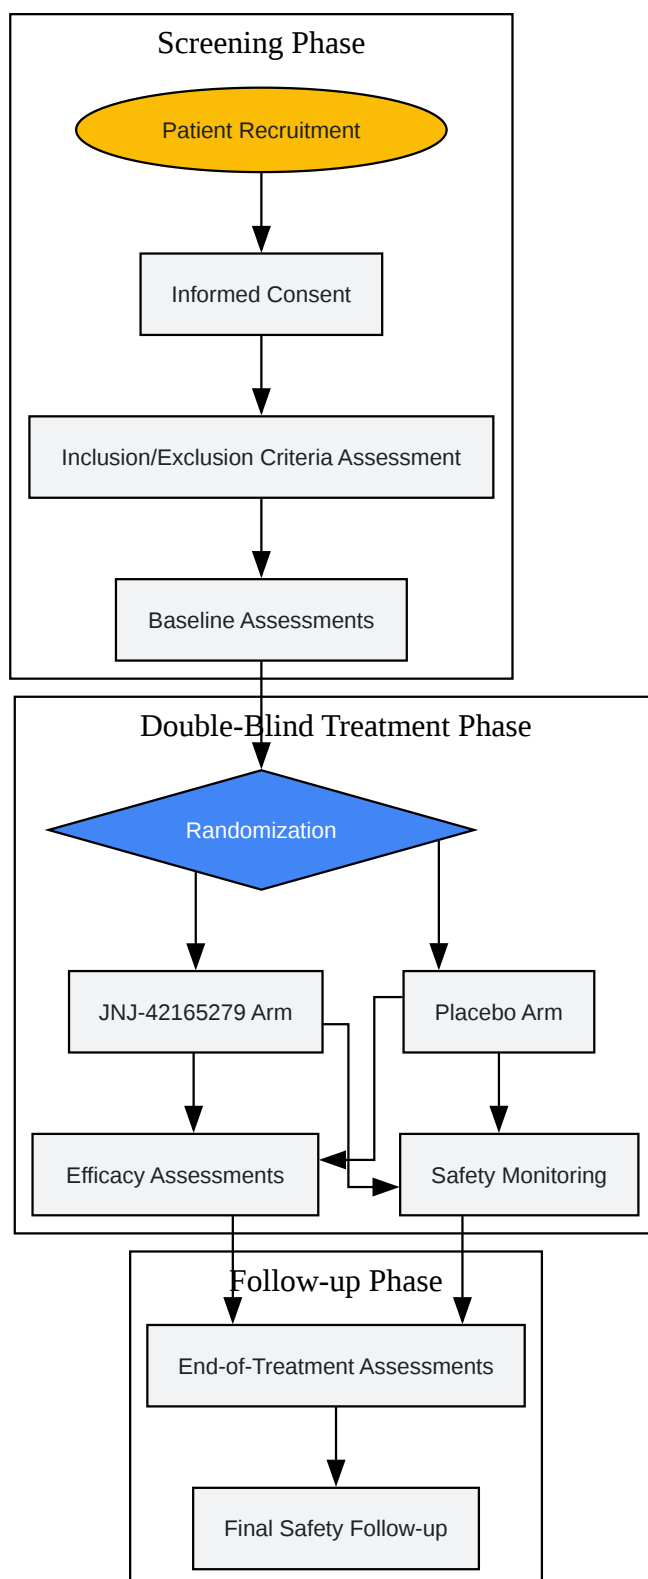 Screening Phase
Patient Recruitment
Informed Consent
Inclusion/Exclusion Criteria Assessment
Baseline Assessments
Double-Blind Treatment Phase
Randomization
JNJ-42165279 Arm
Placebo Arm
Efficacy Assessments
Safety Monitoring
Follow-up Phase
End-of-Treatment Assessments
Final Safety Follow-up